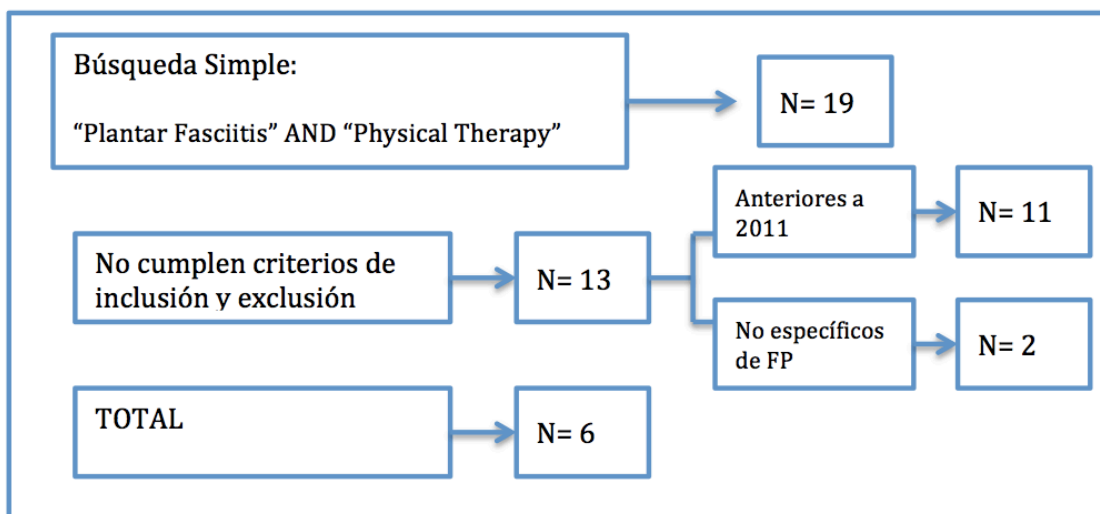 Búsqueda Simple:
“Plantar Fasciitis” AND “Physical Therapy”
N= 19
No cumplen criterios de
inclusión y exclusión
N= 13
Anteriores a
2011
N= 11
No específicos
de FP
N= 2
TOTAL
N= 6